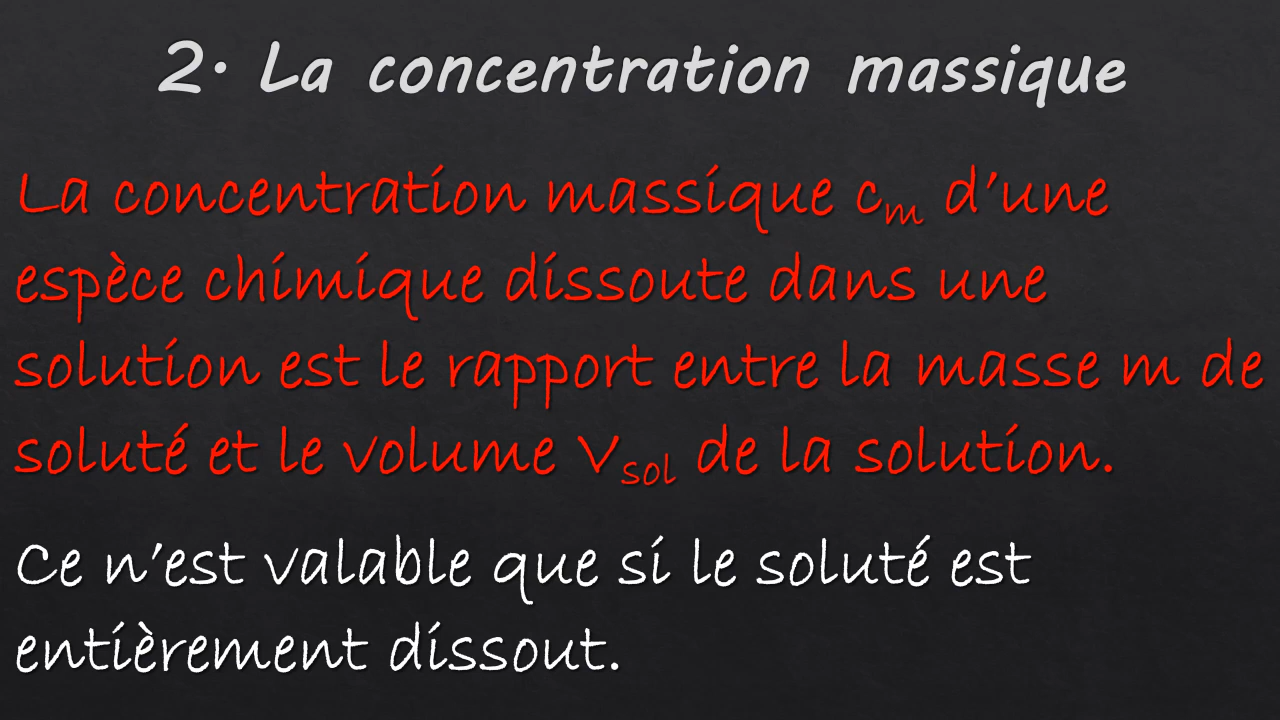 2. La concentration massique
La concentration massique cm d’une
espèce chimique dissoute dans une
solution est le rapport entre la masse m de
soluté et le volume Vsol de la solution.
Ce n’est valable que si le soluté est
entièrement dissout.